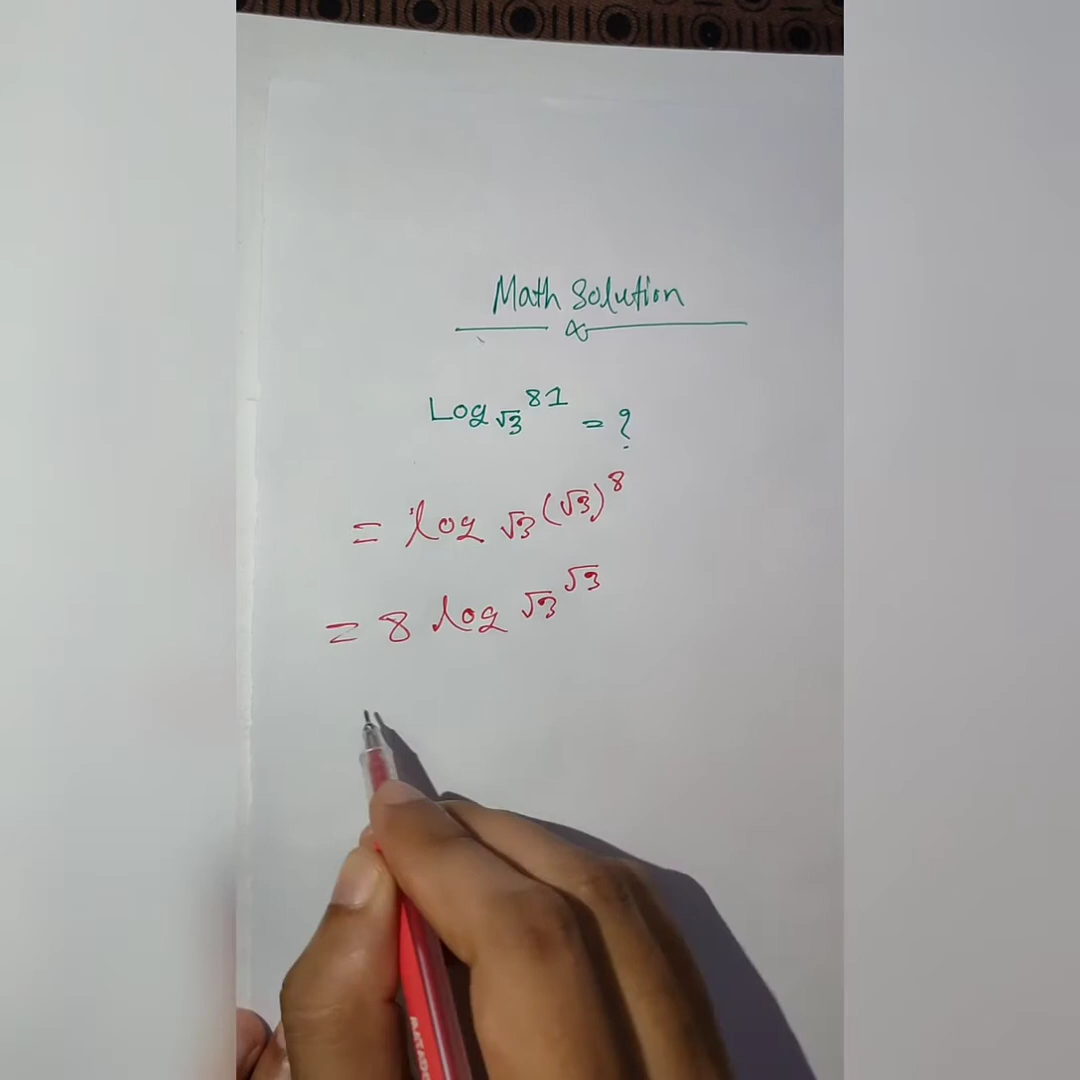 Math Solution
Log √3 81 = ?
= log √3 (√3)⁸
= 8 log √3 √3